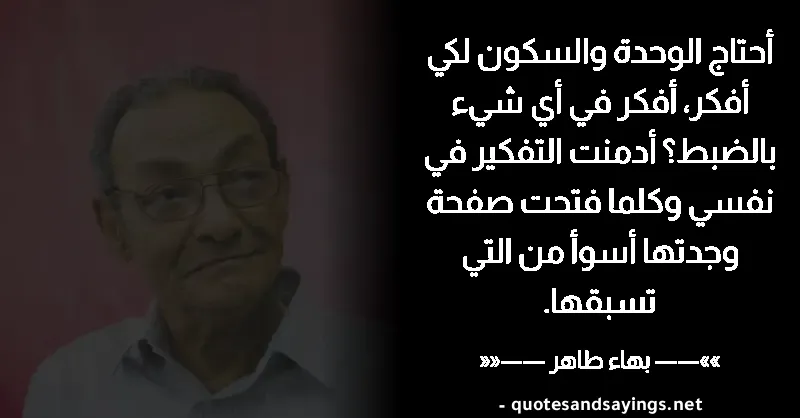 أحتاج الوحدة والسكون لكي
أفكر، أفكر في أي شيء
بالضبط؟ أدمنت التفكير في
نفسي وكلما فتحت صفحة
وجدتها أسوأ من التي
تسبقها.
»»—— بهاء طاهر ——««
- quotesandsayings.net